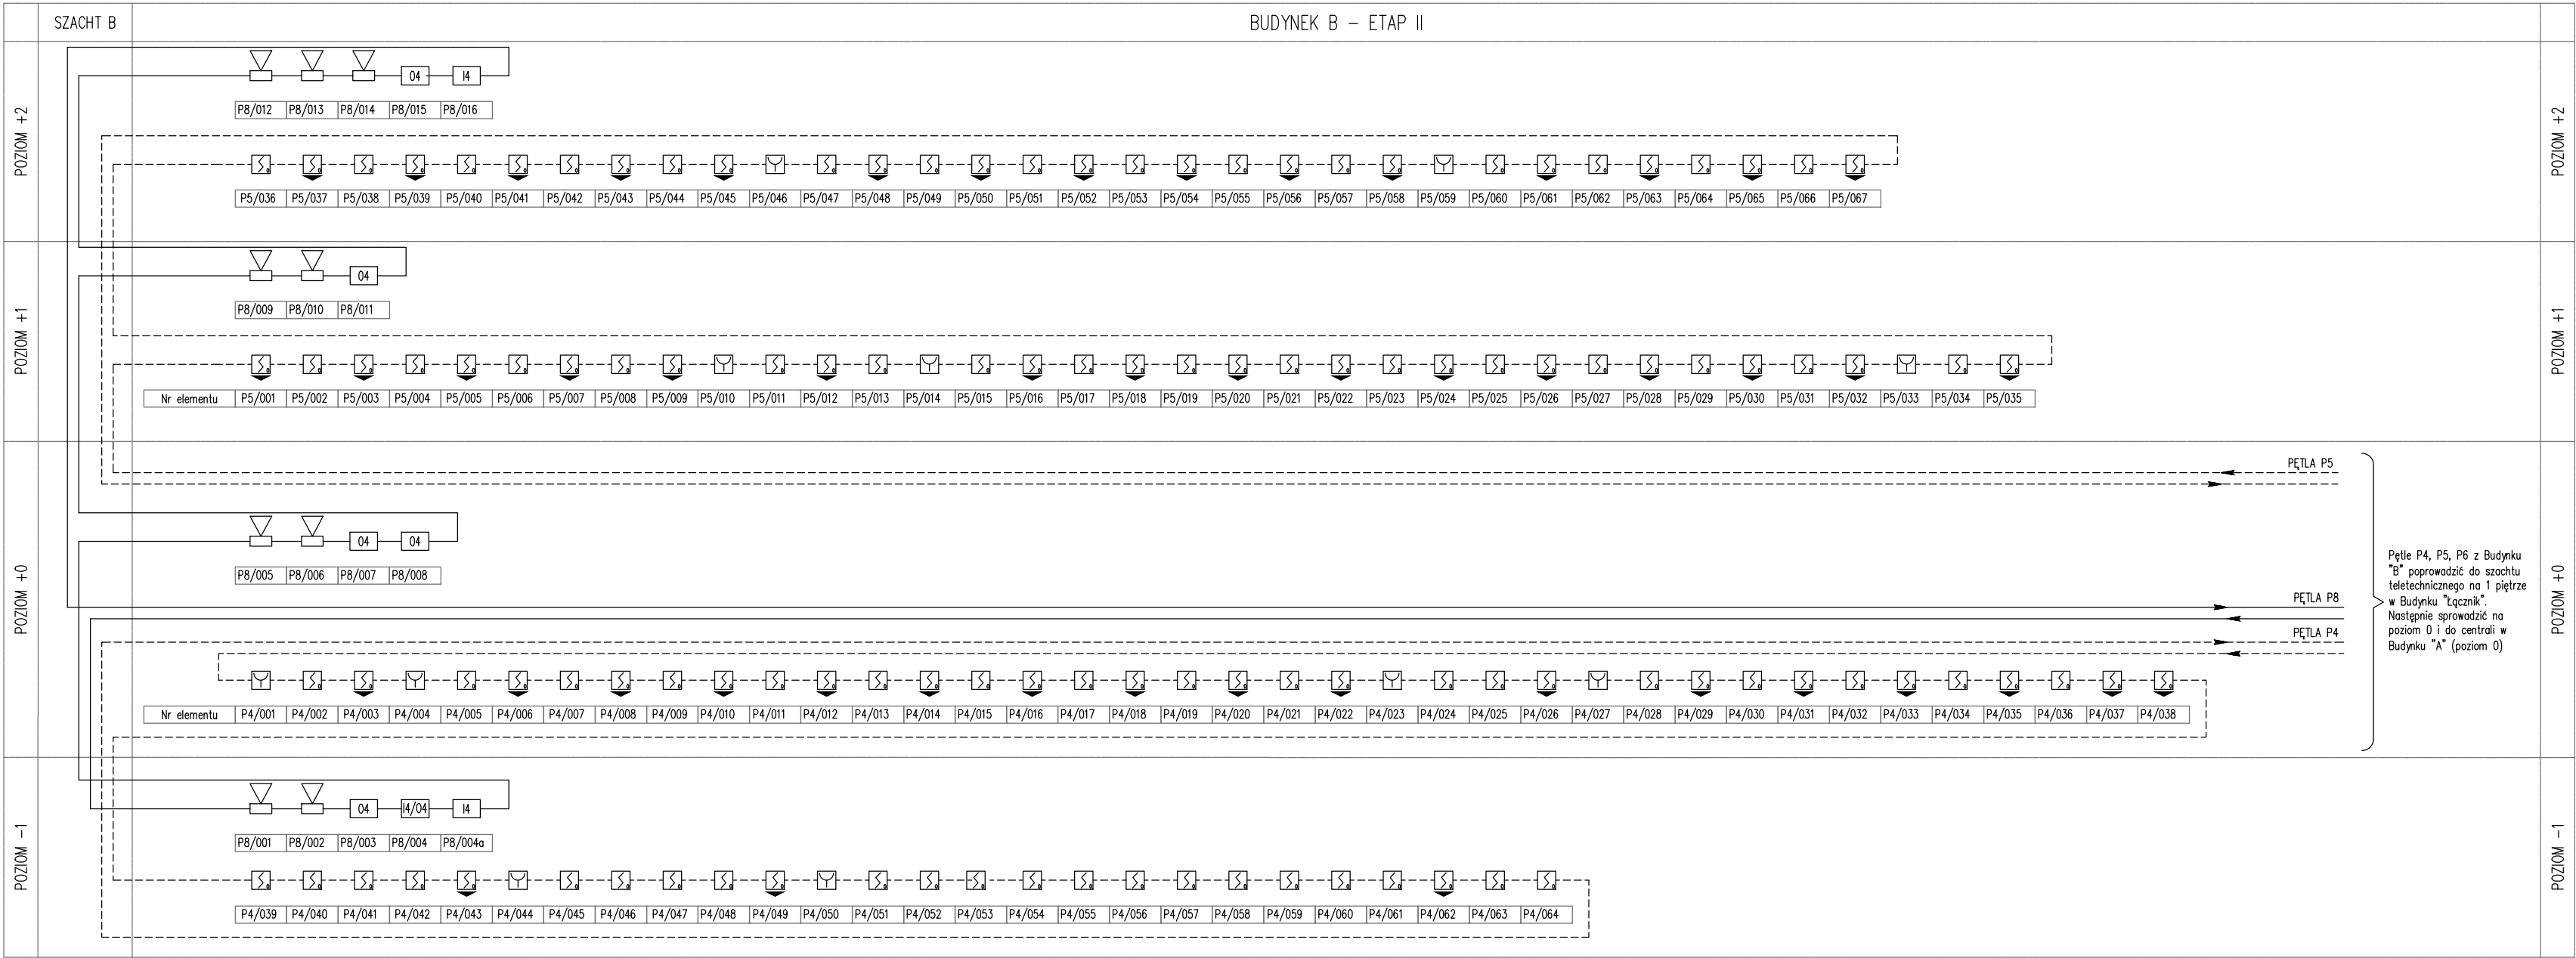 SZACHT B
BUDYNEK B – ETAP II
POZIOM +2
04 I4
P8/012 P8/013 P8/014 P8/015 P8/016
P5/036 P5/037 P5/038 P5/039 P5/040 P5/041 P5/042 P5/043 P5/044 P5/045 P5/046 P5/047 P5/048 P5/049 P5/050 P5/051 P5/052 P5/053 P5/054 P5/055 P5/056 P5/057 P5/058 P5/059 P5/060 P5/061 P5/062 P5/063 P5/064 P5/065 P5/066 P5/067
POZIOM +2
POZIOM +1
04
P8/009 P8/010 P8/011
Nr elementu P5/001 P5/002 P5/003 P5/004 P5/005 P5/006 P5/007 P5/008 P5/009 P5/010 P5/011 P5/012 P5/013 P5/014 P5/015 P5/016 P5/017 P5/018 P5/019 P5/020 P5/021 P5/022 P5/023 P5/024 P5/025 P5/026 P5/027 P5/028 P5/029 P5/030 P5/031 P5/032 P5/033 P5/034 P5/035
POZIOM +1
POZIOM +0
PĘTLA P5
04 04
P8/005 P8/006 P8/007 P8/008
PĘTLA P8
PĘTLA P4
Nr elementu P4/001 P4/002 P4/003 P4/004 P4/005 P4/006 P4/007 P4/008 P4/009 P4/010 P4/011 P4/012 P4/013 P4/014 P4/015 P4/016 P4/017 P4/018 P4/019 P4/020 P4/021 P4/022 P4/023 P4/024 P4/025 P4/026 P4/027 P4/028 P4/029 P4/030 P4/031 P4/032 P4/033 P4/034 P4/035 P4/036 P4/037 P4/038
Pętle P4, P5, P6 z Budynku
"B" poprowadzić do szachtu
teletechnicznego na 1 piętrze
w Budynku "Łącznik".
Następnie sprowadzić na
poziom 0 i do centrali w
Budynku "A" (poziom 0)
POZIOM +0
POZIOM -1
04 I4/04 I4
P8/001 P8/002 P8/003 P8/004 P8/004a
P4/039 P4/040 P4/041 P4/042 P4/043 P4/044 P4/045 P4/046 P4/047 P4/048 P4/049 P4/050 P4/051 P4/052 P4/053 P4/054 P4/055 P4/056 P4/057 P4/058 P4/059 P4/060 P4/061 P4/062 P4/063 P4/064
POZIOM -1